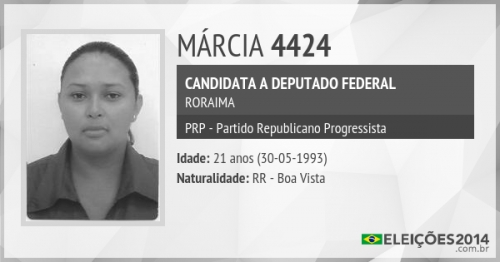 MÁRCIA 4424
CANDIDATA A DEPUTADO FEDERAL
RORAIMA
PRP - Partido Republicano Progressista
Idade: 21 anos (30-05-1993)
Naturalidade: RR - Boa Vista
ELEIÇÕES2014
.com.br